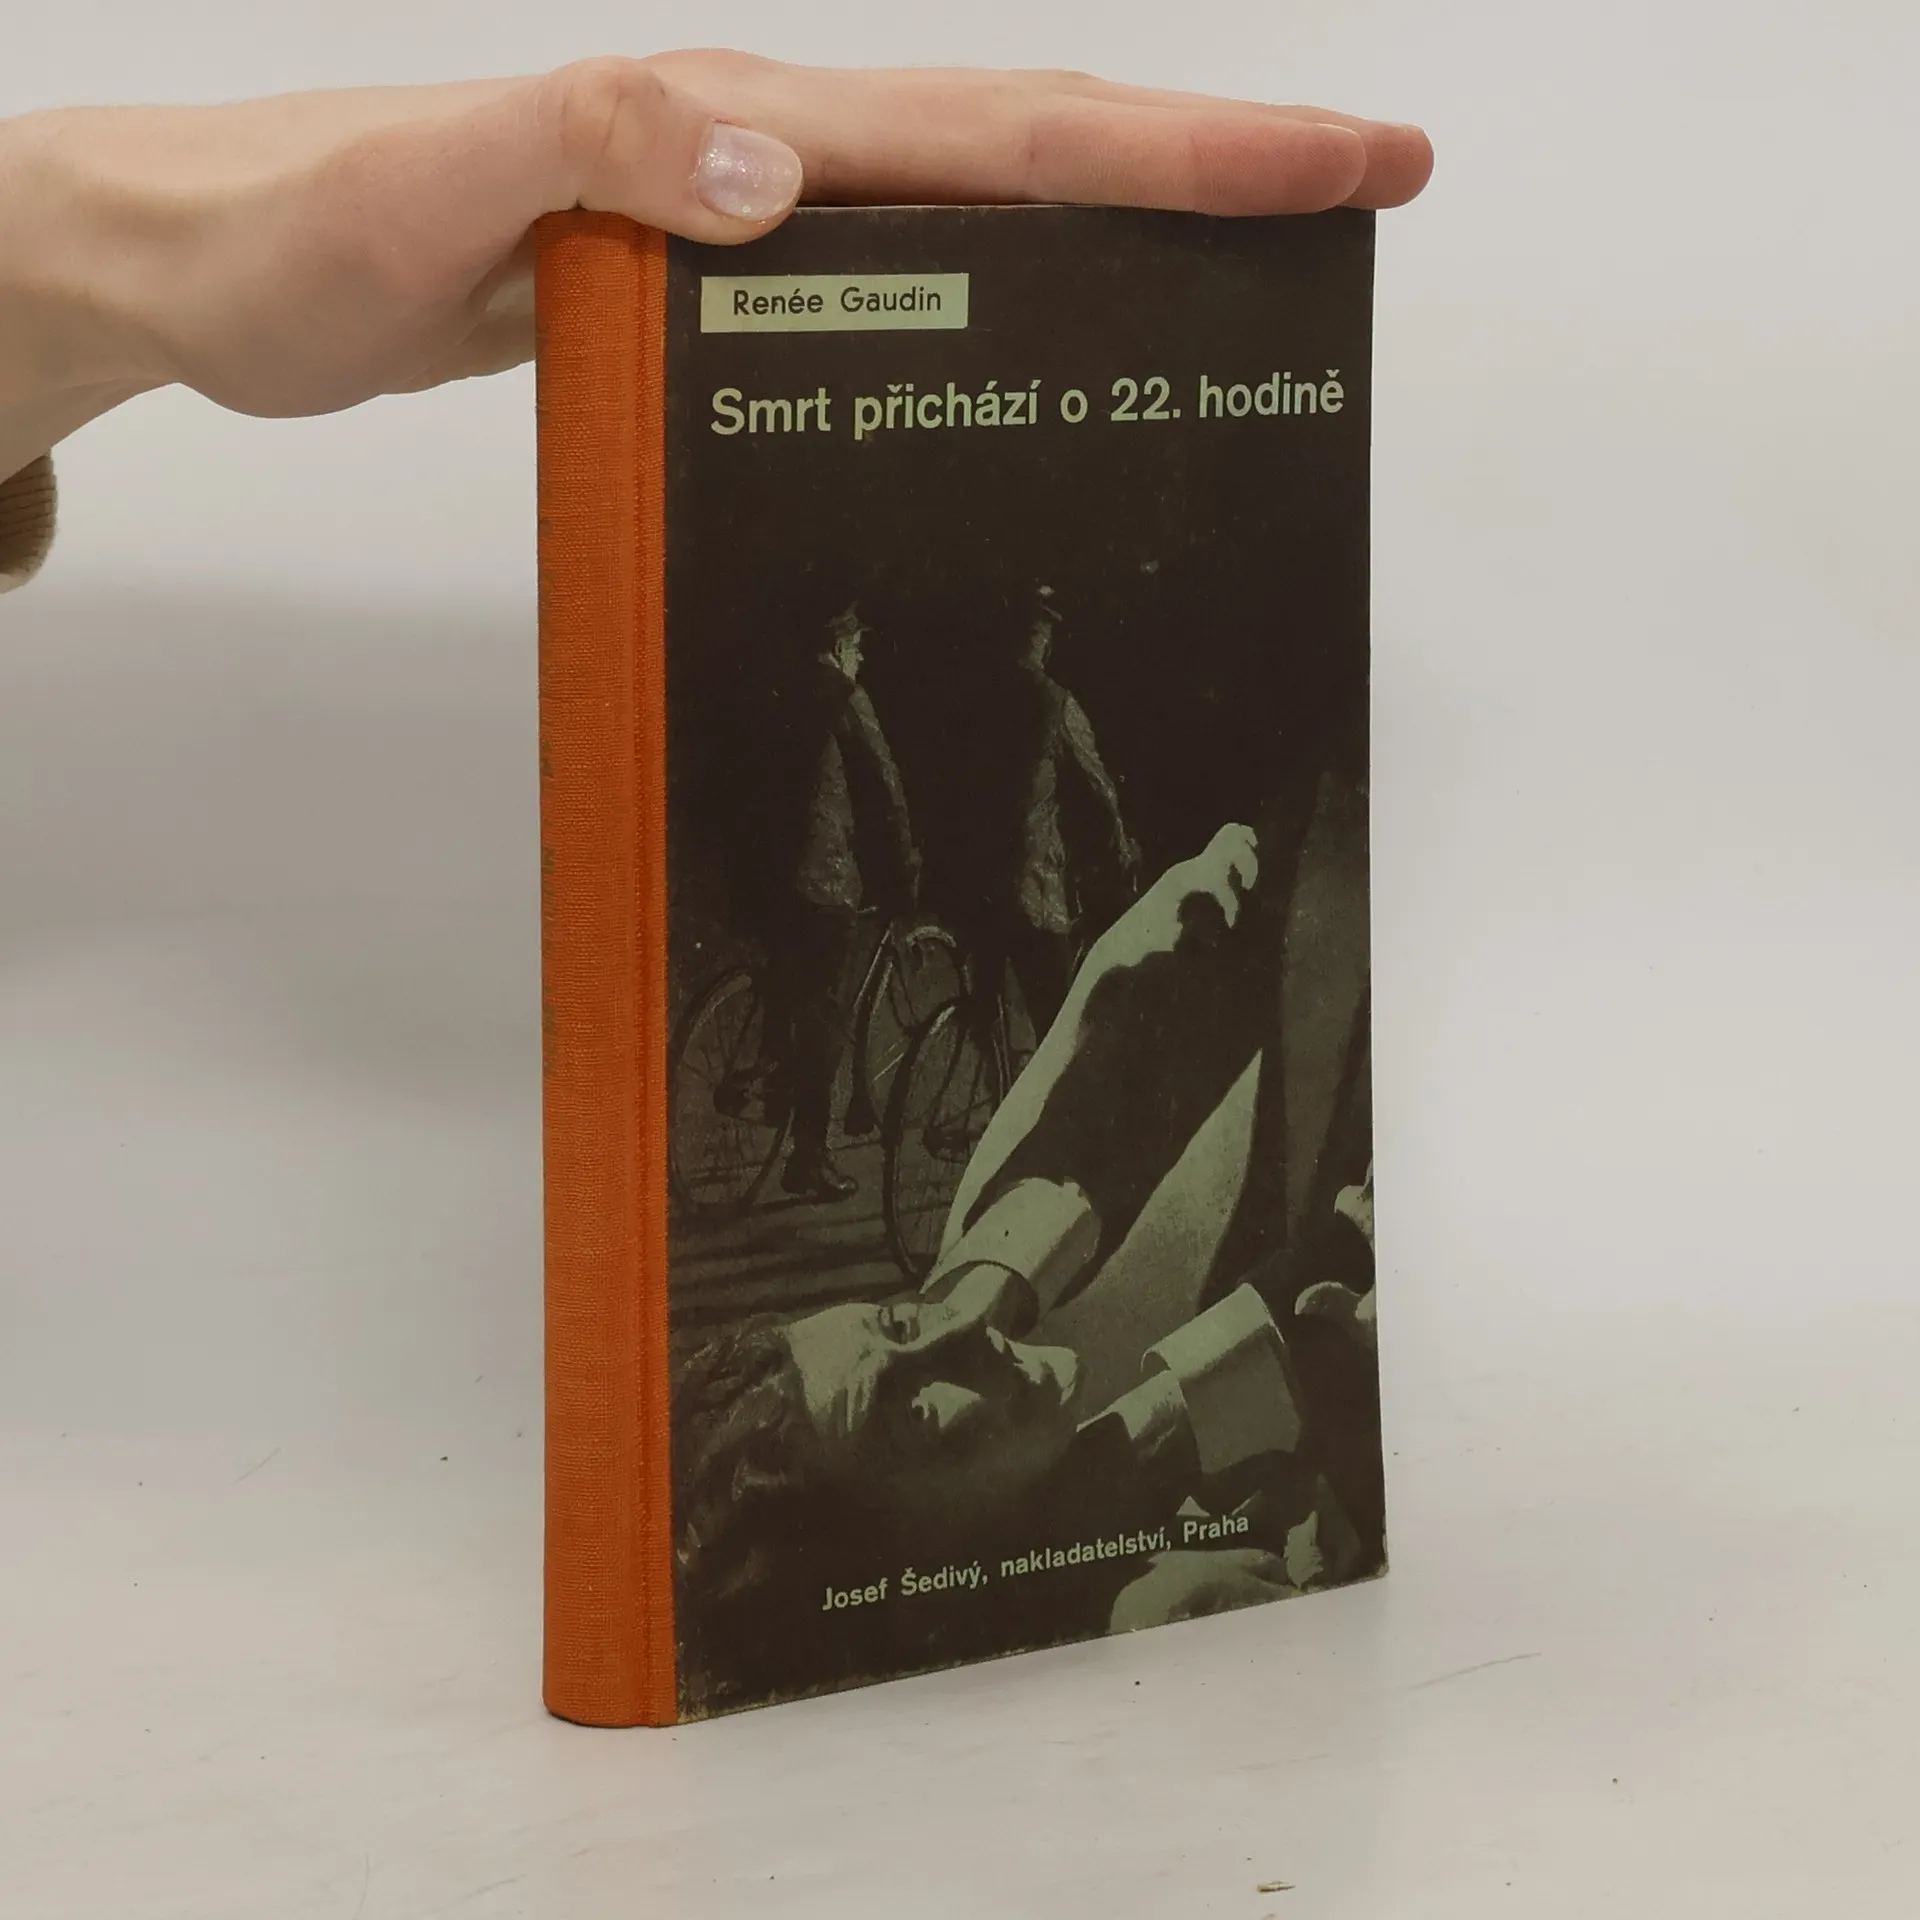 Renée Gaudin
Smrt přichází o 22. hodině
Josef Šedivý, nakladatelství, Praha